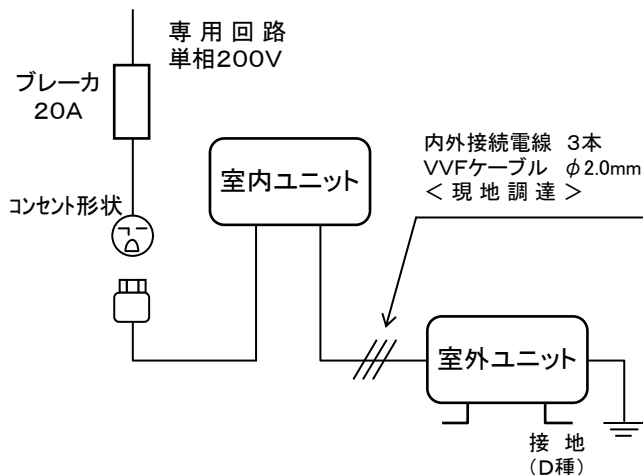 専用回路
単相200V
ブレーカ
20A
コンセント形状
室内ユニット
内外接続電線 3本
VVFケーブル φ2.0mm
＜現地調達＞
室外ユニット
接地
（D種）